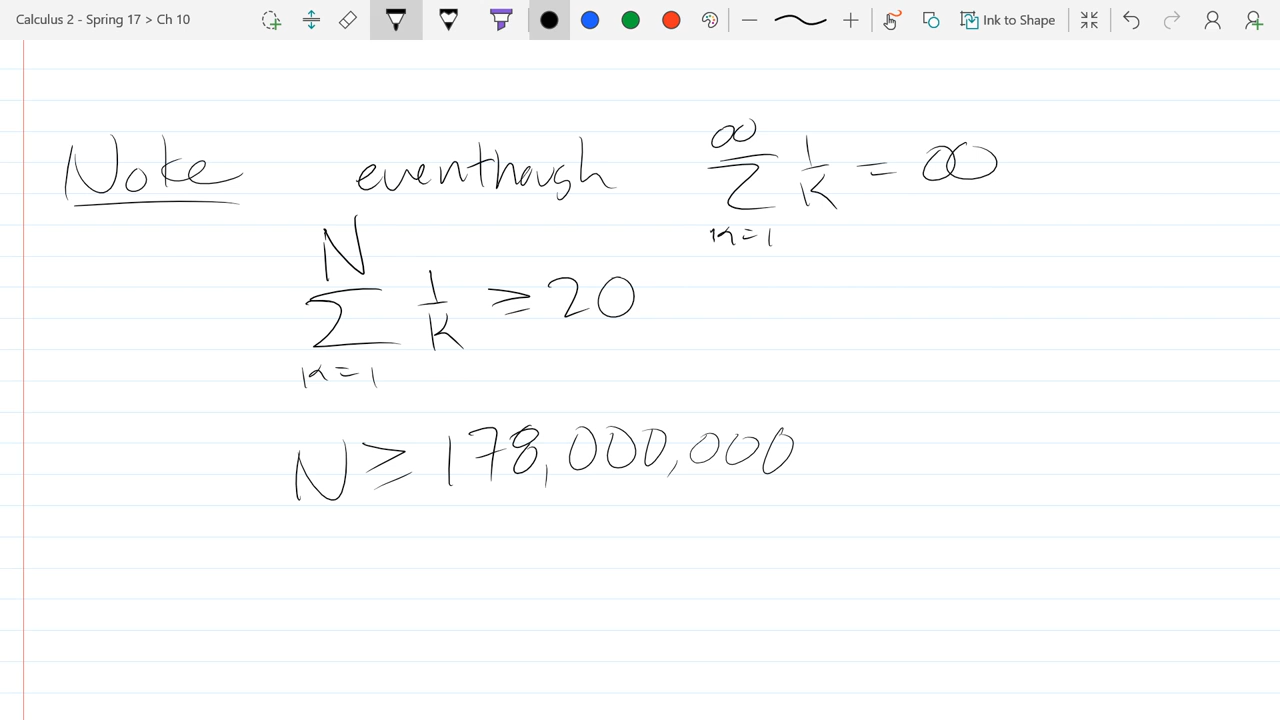 Calculus 2 - Spring 17 > Ch 10 Ink to Shape
Note eventhough ∞ ∑ k=1 1/k = ∞
N ∑ k=1 1/k ≥ 20
N ≥ 178,000,000